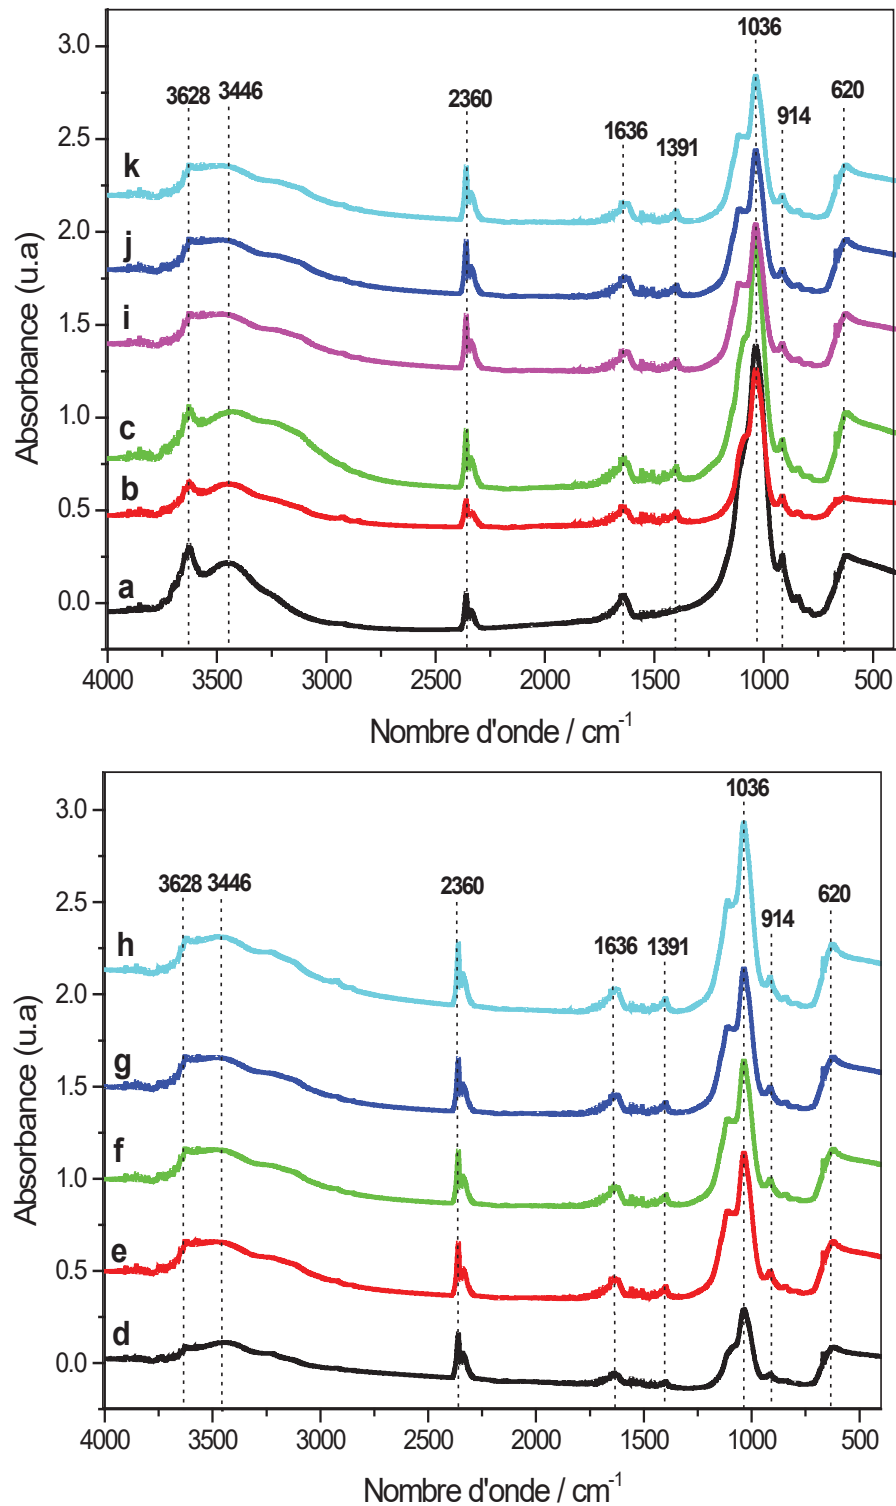 1036
3.0
3628
3446
2360
620
914
1636
1391
2.5
k
2.0
j
i
1.5
c
1.0
b
0.5
a
0.0
Absorbance (u.a)
4000 3500 3000 2500 2000 1500 1000 500
Nombre d'onde / cm-1
1036
3.0
3628 3446
2360
620
914
1636 1391
2.5
h
2.0
g
1.5
f
1.0
e
0.5
d
0.0
Absorbance (u.a)
4000 3500 3000 2500 2000 1500 1000 500
Nombre d'onde / cm-1